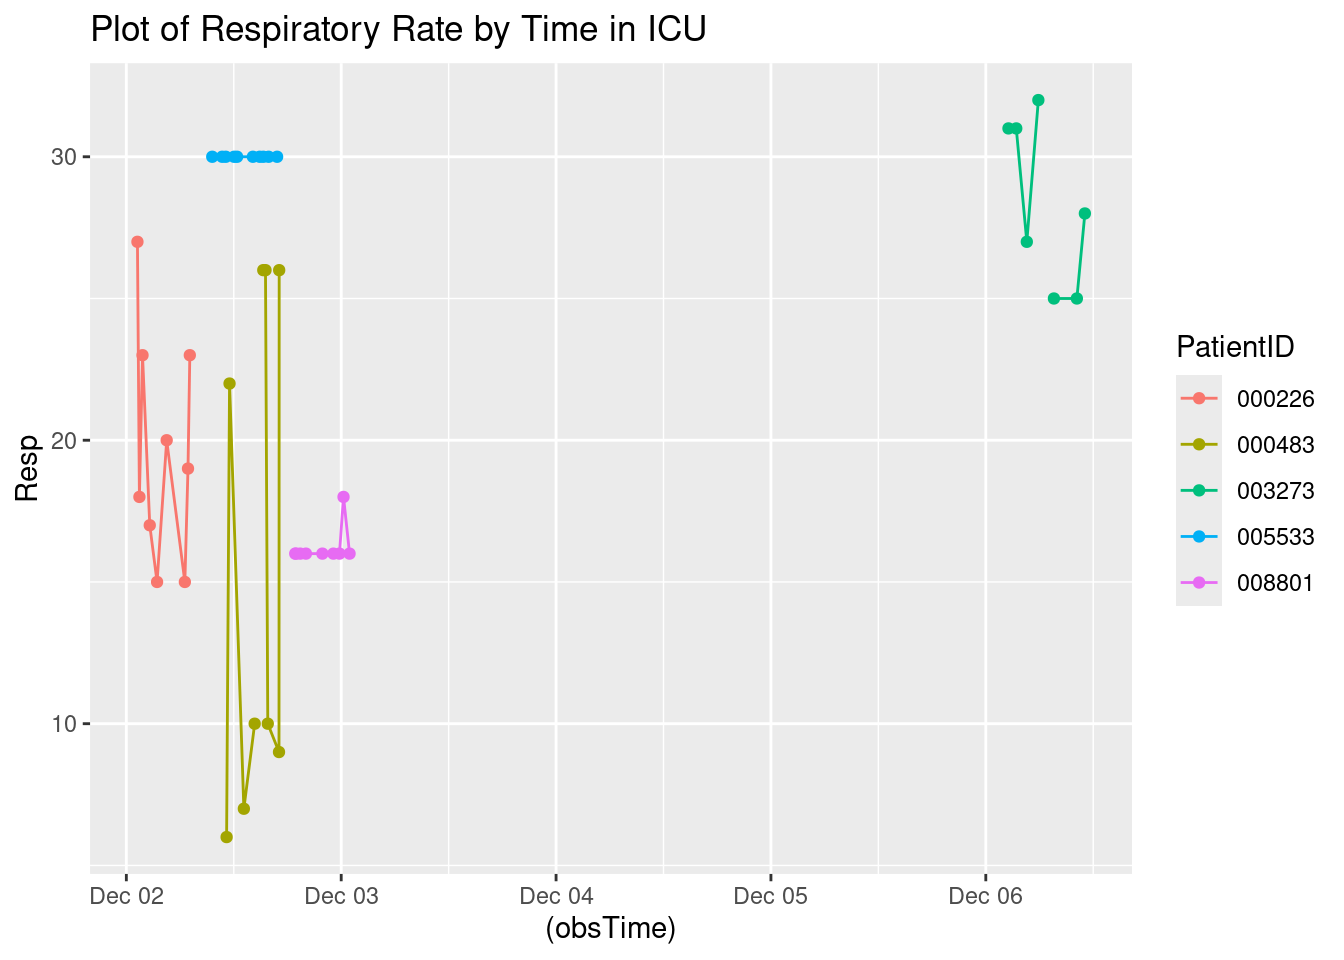 Plot of Respiratory Rate by Time in ICU
Resp
30
20
10
Dec 02 Dec 03 Dec 04 Dec 05 Dec 06
(obsTime)
PatientID
000226
000483
003273
005533
008801